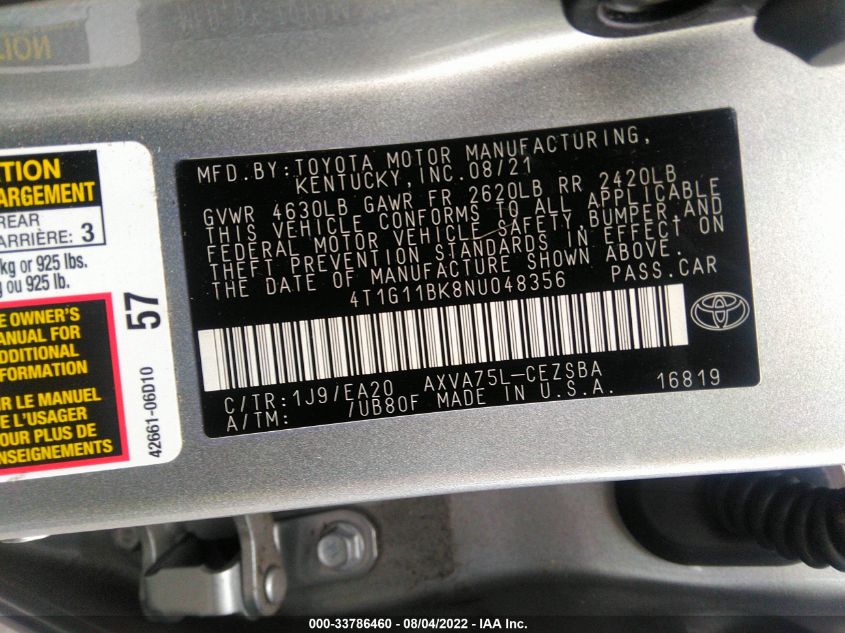 TION
ARGEMENT
REAR
ARRIÈRE: 3
kg or 925 lbs.
ou 925 lb.
E OWNER'S
ANUAL FOR
ADDITIONAL
FORMATION
R LE MANUEL
E L'USAGER
OUR PLUS DE
NSEIGNEMENTS
57
42661-06D10
MFD.BY:TOYOTA MOTOR MANUFACTURING,
KENTUCKY,INC.08/21
GVWR 4630LB GAWR FR 2620LB RR 2420LB
THIS VEHICLE CONFORMS TO ALL APPLICABLE
FEDERAL MOTOR VEHICLE SAFETY,BUMPER,AND
THEFT PREVENTION STANDARDS IN EFFECT ON
THE DATE OF MANUFACTURE SHOWN ABOVE.
4T1G11BK8NU048356 PASS.CAR
C/TR:1J9/EA20 AXVA75L-CEZSBA
A/TM: 7UB80F MADE IN U.S.A. 16819
000-33786460 - 08/04/2022 - IAA Inc.